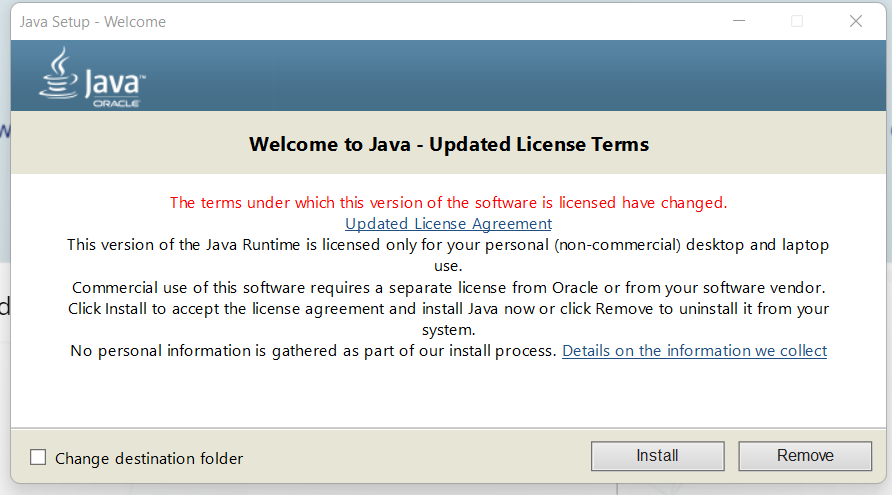 Java Setup - Welcome
Java™
ORACLE
Welcome to Java - Updated License Terms
The terms under which this version of the software is licensed have changed.
Updated License Agreement
This version of the Java Runtime is licensed only for your personal (non-commercial) desktop and laptop
use.
Commercial use of this software requires a separate license from Oracle or from your software vendor.
Click Install to accept the license agreement and install Java now or click Remove to uninstall it from your
system.
No personal information is gathered as part of our install process. Details on the information we collect
Change destination folder
Install
Remove